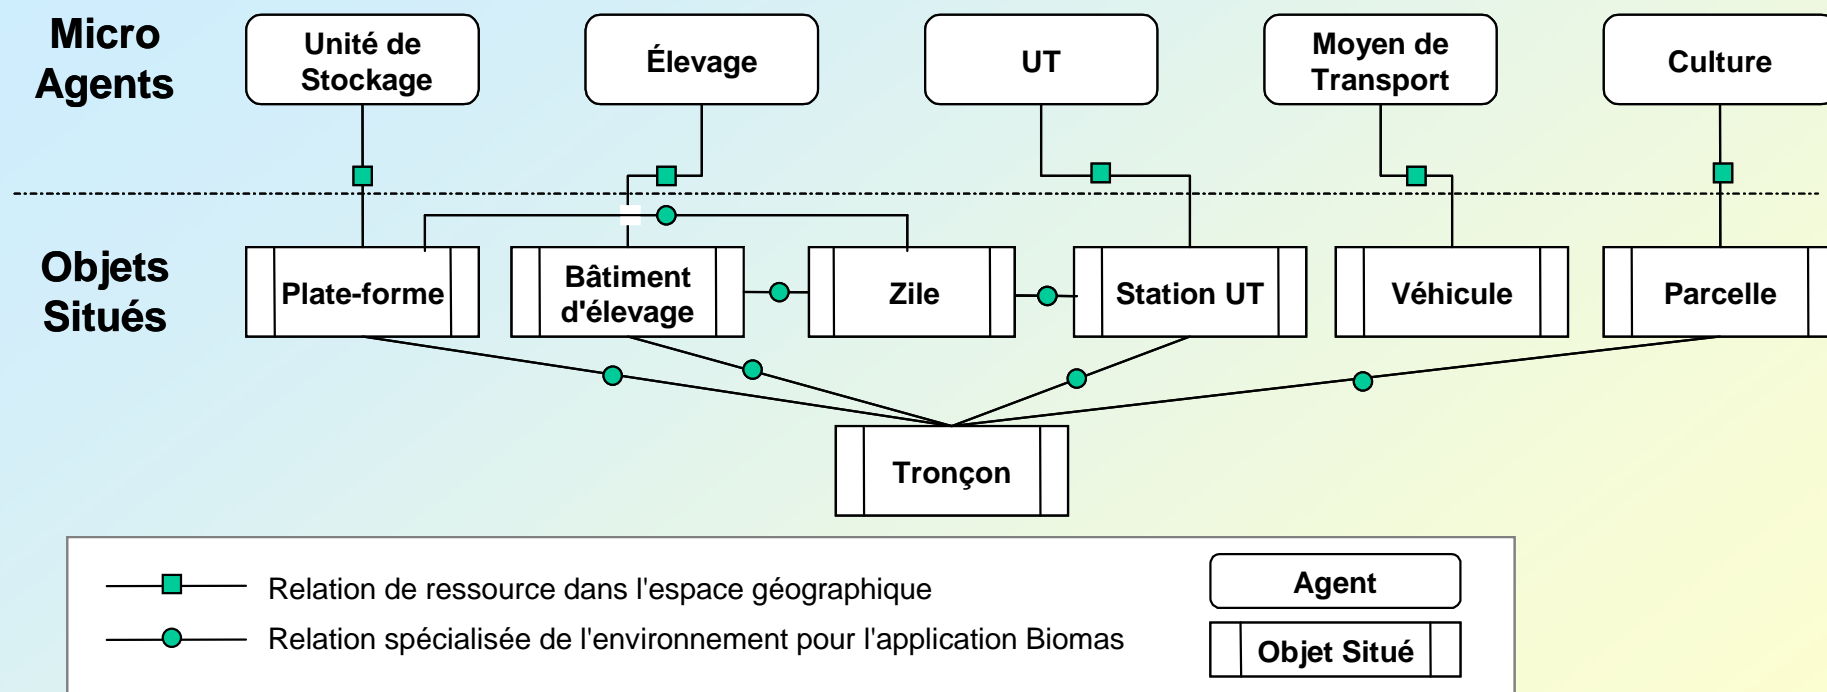 Micro
Agents
Unité de
Stockage
Élevage
UT
Moyen de
Transport
Culture
Objets
Situés
Plate-forme
Bâtiment
d'élevage
Zile
Station UT
Véhicule
Parcelle
Tronçon
Relation de ressource dans l'espace géographique
Relation spécialisée de l'environnement pour l'application Biomas
Agent
Objet Situé